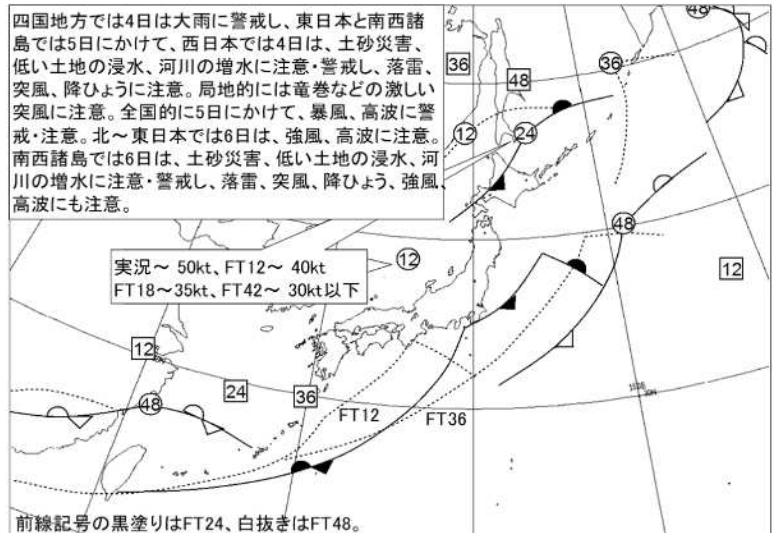 四国地方では4日は大雨に警戒し、東日本と南西諸
島では5日にかけて、西日本では4日は、土砂災害、
低い土地の浸水、河川の増水に注意・警戒し、落雷、
突風、降ひょうに注意。局地的には竜巻などの激しい
突風に注意。全国的に5日にかけて、暴風、高波に警
戒・注意。北～東日本では6日は、強風、高波に注意。
南西諸島では6日は、土砂災害、低い土地の浸水、河
川の増水に注意・警戒し、落雷、突風、降ひょう、強風、
高波にも注意。
48
36
48
36
12
24
48
12
実況～ 50kt、FT12～ 40kt
FT18～35kt、FT42～ 30kt以下
12
12
24
36
48
FT12
FT36
前線記号の黒塗りはFT24、白抜きはFT48。